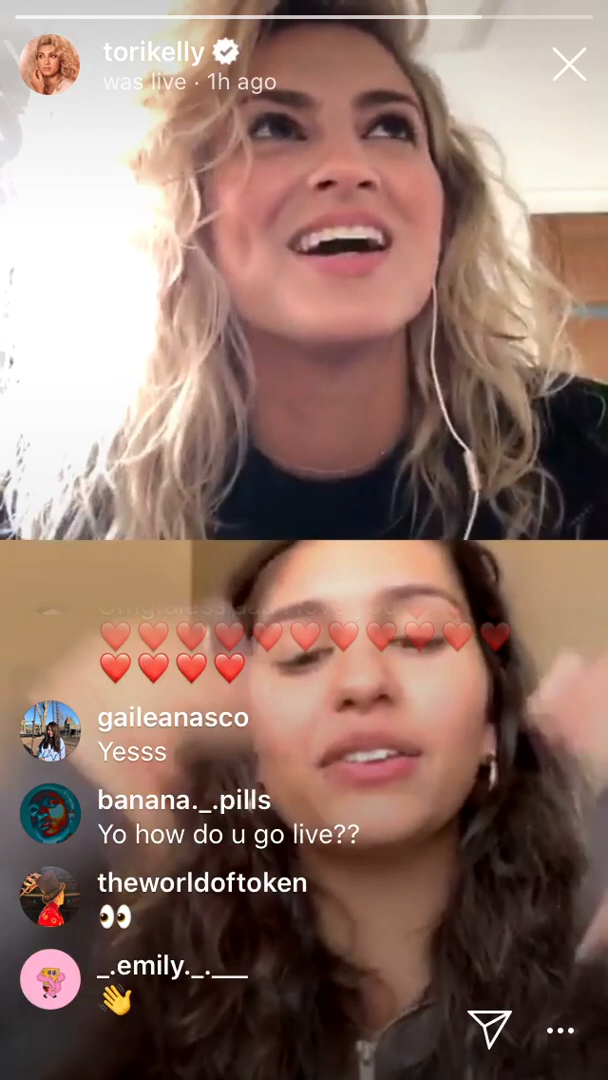 torikelly
was live · 1h ago
❤️❤️❤️❤️❤️❤️❤️❤️❤️❤️❤️
❤️❤️❤️❤️
gaileanasco
Yesss
banana._.pills
Yo how do u go live??
theworldoftoken
👀
_.emily._.___
👋